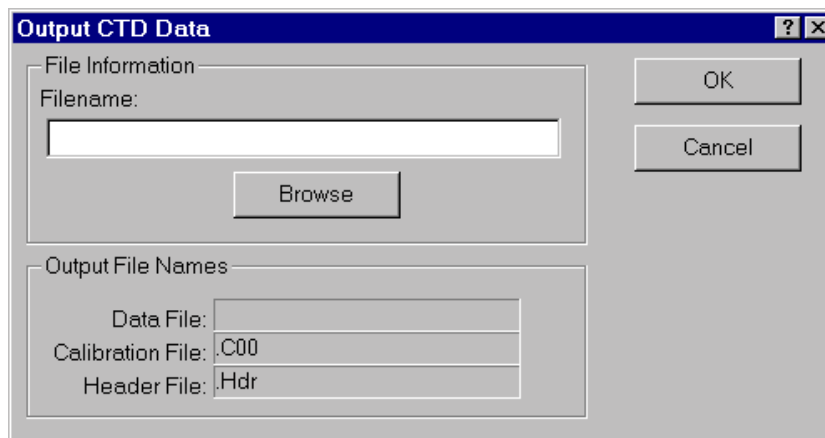 Output CTD Data
? X
File Information
Filename:
OK
Cancel
Browse
Output File Names
Data File:
Calibration File: .C00
Header File: .Hdr